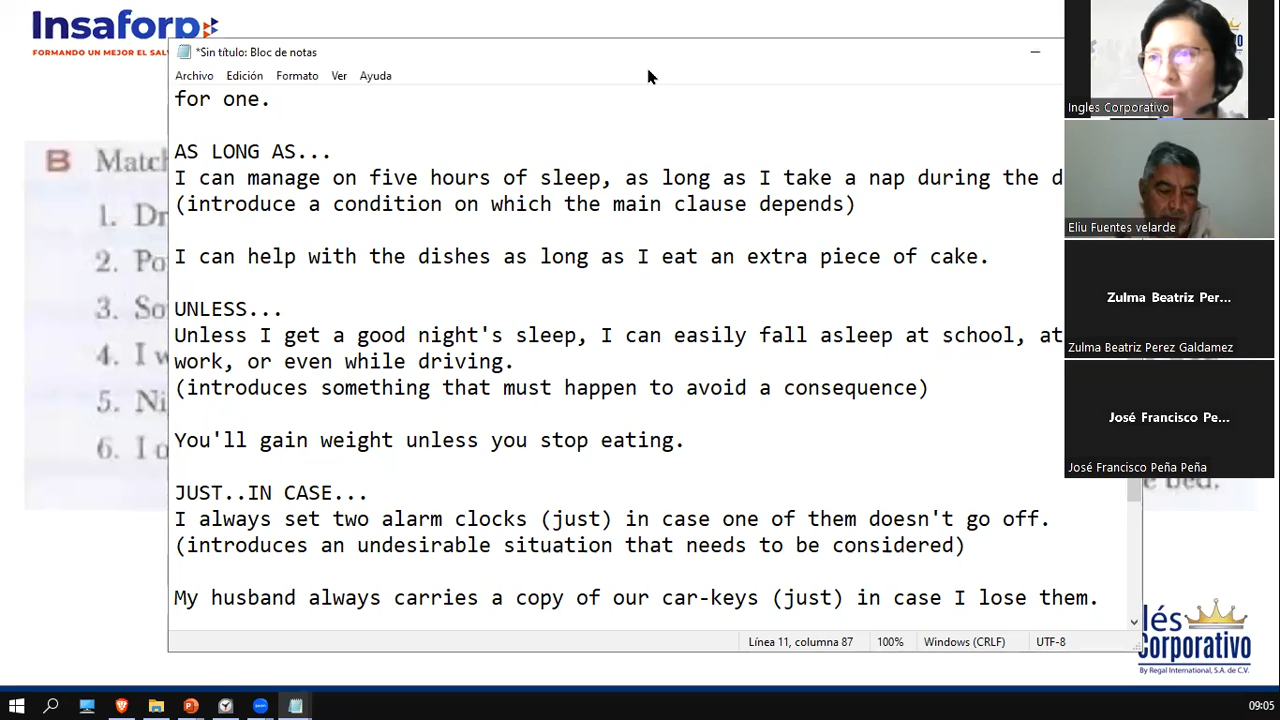 Insaforp
FORMANDO UN MEJOR EL SAL
*Sin título: Bloc de notas
Archivo Edición Formato Ver Ayuda
for one.
AS LONG AS...
I can manage on five hours of sleep, as long as I take a nap during the d
(introduce a condition on which the main clause depends)
I can help with the dishes as long as I eat an extra piece of cake.
UNLESS...
Unless I get a good night's sleep, I can easily fall asleep at school, at
work, or even while driving.
(introduces something that must happen to avoid a consequence)
You'll gain weight unless you stop eating.
JUST..IN CASE...
I always set two alarm clocks (just) in case one of them doesn't go off.
(introduces an undesirable situation that needs to be considered)
My husband always carries a copy of our car-keys (just) in case I lose them.
Línea 11, columna 87 100% Windows (CRLF) UTF-8
B Match
1. Dr
2. Po
3. So
4. I w
5. Ni
6. I o
e bed.
Ingles Corporativo
Eliu Fuentes velarde
Zulma Beatriz Per...
Zulma Beatriz Perez Galdamez
José Francisco Pe...
José Francisco Peña Peña
lés
Corporativo
By Regal International, S.A. de C.V.
09:05